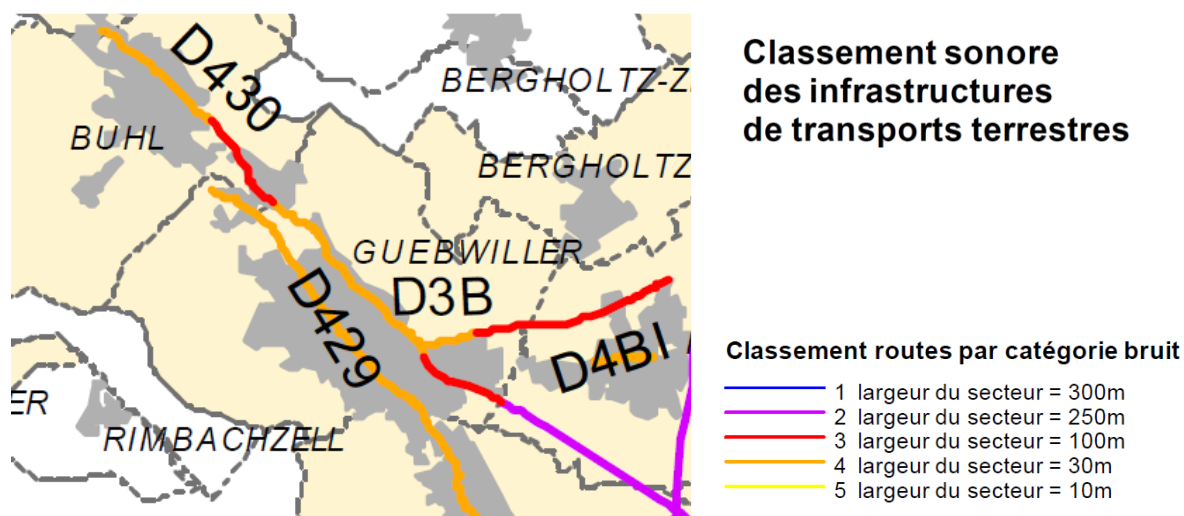 D430
BERGHOLTZ-Z
BUHL
BERGHOLTZ
GUEBWILLER
D3B
D429
D4BI
ER
RIMBACHZELL
Classement sonore
des infrastructures
de transports terrestres
Classement routes par catégorie bruit
1 largeur du secteur = 300m
2 largeur du secteur = 250m
3 largeur du secteur = 100m
4 largeur du secteur = 30m
5 largeur du secteur = 10m